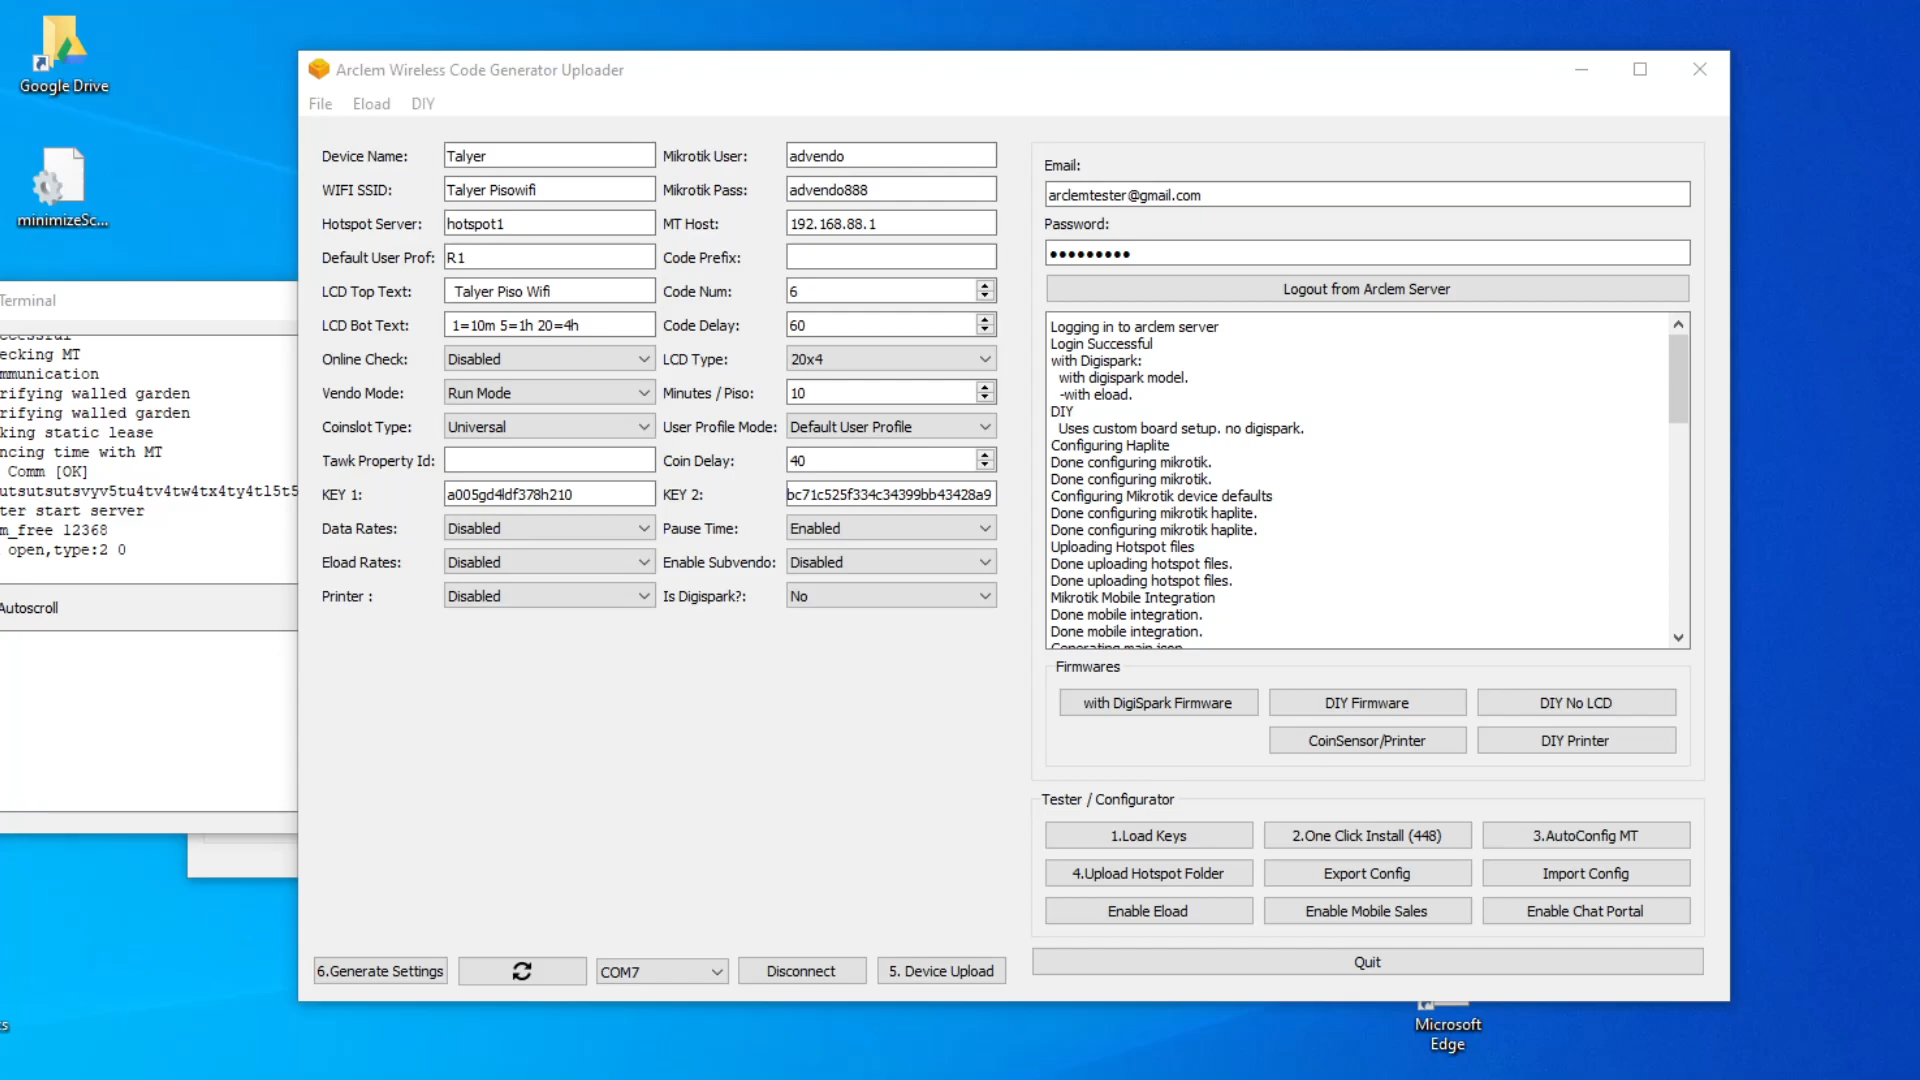 Google Drive
minimizeSc...
Terminal
ecking MT
mmunication
rifying walled garden
rifying walled garden
king static lease
ncing time with MT
Comm [OK]
utsutsutsvyv5tu4tv4tw4tx4ty4tl5t5
ter start server
m_free 12368
open,type:2 0
Autoscroll
Arclem Wireless Code Generator Uploader
File Eload DIY
Device Name: Talyer Mikrotik User: advendo
WIFI SSID: Talyer Pisowifi Mikrotik Pass: advendo888
Hotspot Server: hotspot1 MT Host: 192.168.88.1
Default User Prof: R1 Code Prefix:
LCD Top Text: Talyer Piso Wifi Code Num: 6
LCD Bot Text: 1=10m 5=1h 20=4h Code Delay: 60
Online Check: Disabled LCD Type: 20x4
Vendo Mode: Run Mode Minutes / Piso: 10
Coinslot Type: Universal User Profile Mode: Default User Profile
Tawk Property Id: Coin Delay: 40
KEY 1: a005gd4ldf378h210 KEY 2: bc71c525f334c34399bb43428a9
Data Rates: Disabled Pause Time: Enabled
Eload Rates: Disabled Enable Subvendo: Disabled
Printer : Disabled Is Digispark?: No
6.Generate Settings COM7 Disconnect 5. Device Upload
Email:
arclemtester@gmail.com
Password:
•••••••••
Logout from Arclem Server
Logging in to arclem server
Login Successful
with Digispark:
with digispark model.
-with eload.
DIY
Uses custom board setup. no digispark.
Configuring Haplite
Done configuring mikrotik.
Done configuring mikrotik.
Configuring Mikrotik device defaults
Done configuring mikrotik haplite.
Done configuring mikrotik haplite.
Uploading Hotspot files
Done uploading hotspot files.
Done uploading hotspot files.
Mikrotik Mobile Integration
Done mobile integration.
Done mobile integration.
Generating main json
Firmwares
with DigiSpark Firmware DIY Firmware DIY No LCD
CoinSensor/Printer DIY Printer
Tester / Configurator
1.Load Keys 2.One Click Install (448) 3.AutoConfig MT
4.Upload Hotspot Folder Export Config Import Config
Enable Eload Enable Mobile Sales Enable Chat Portal
Quit
Microsoft
Edge